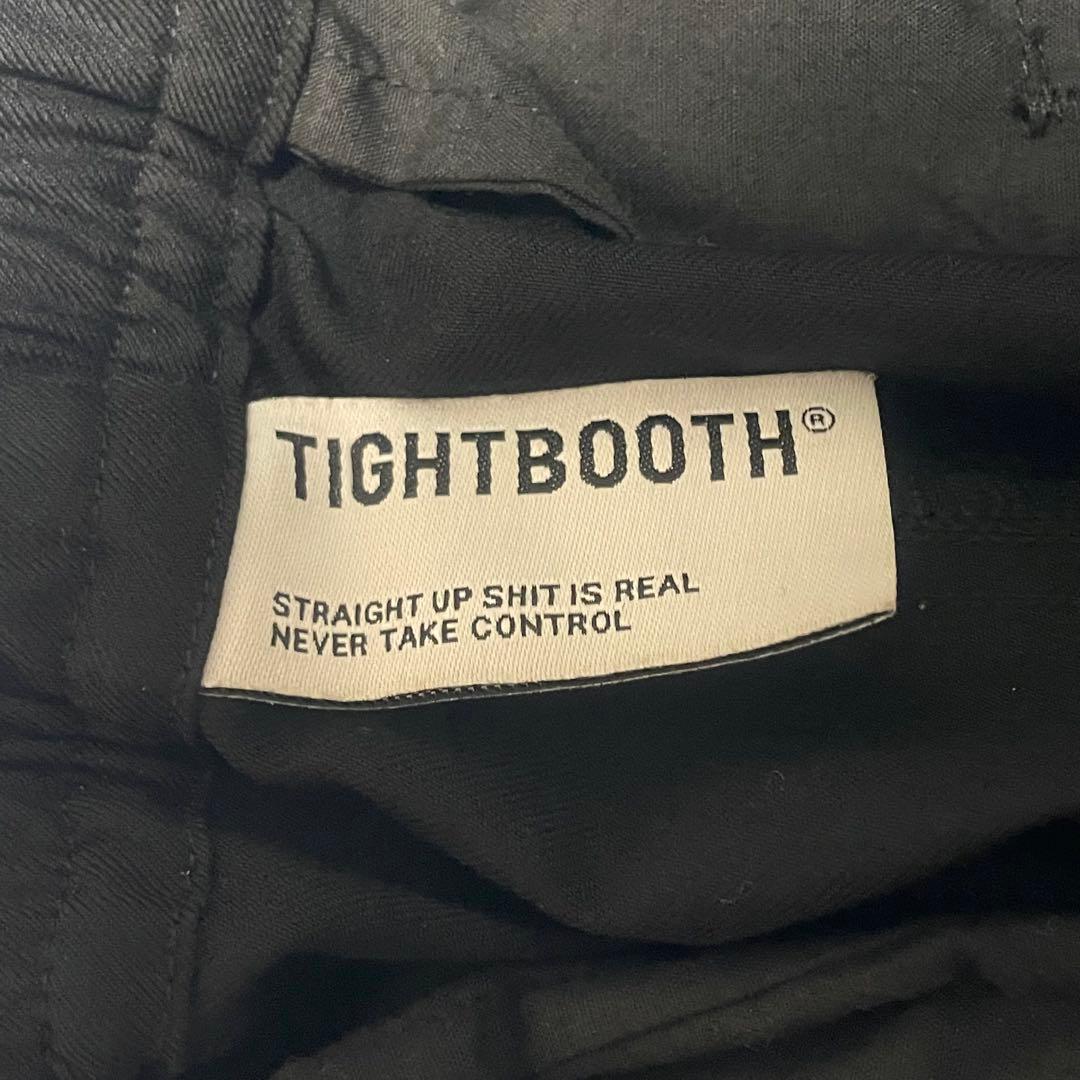 TIGHTBOOTH®
STRAIGHT UP SHIT IS REAL
NEVER TAKE CONTROL